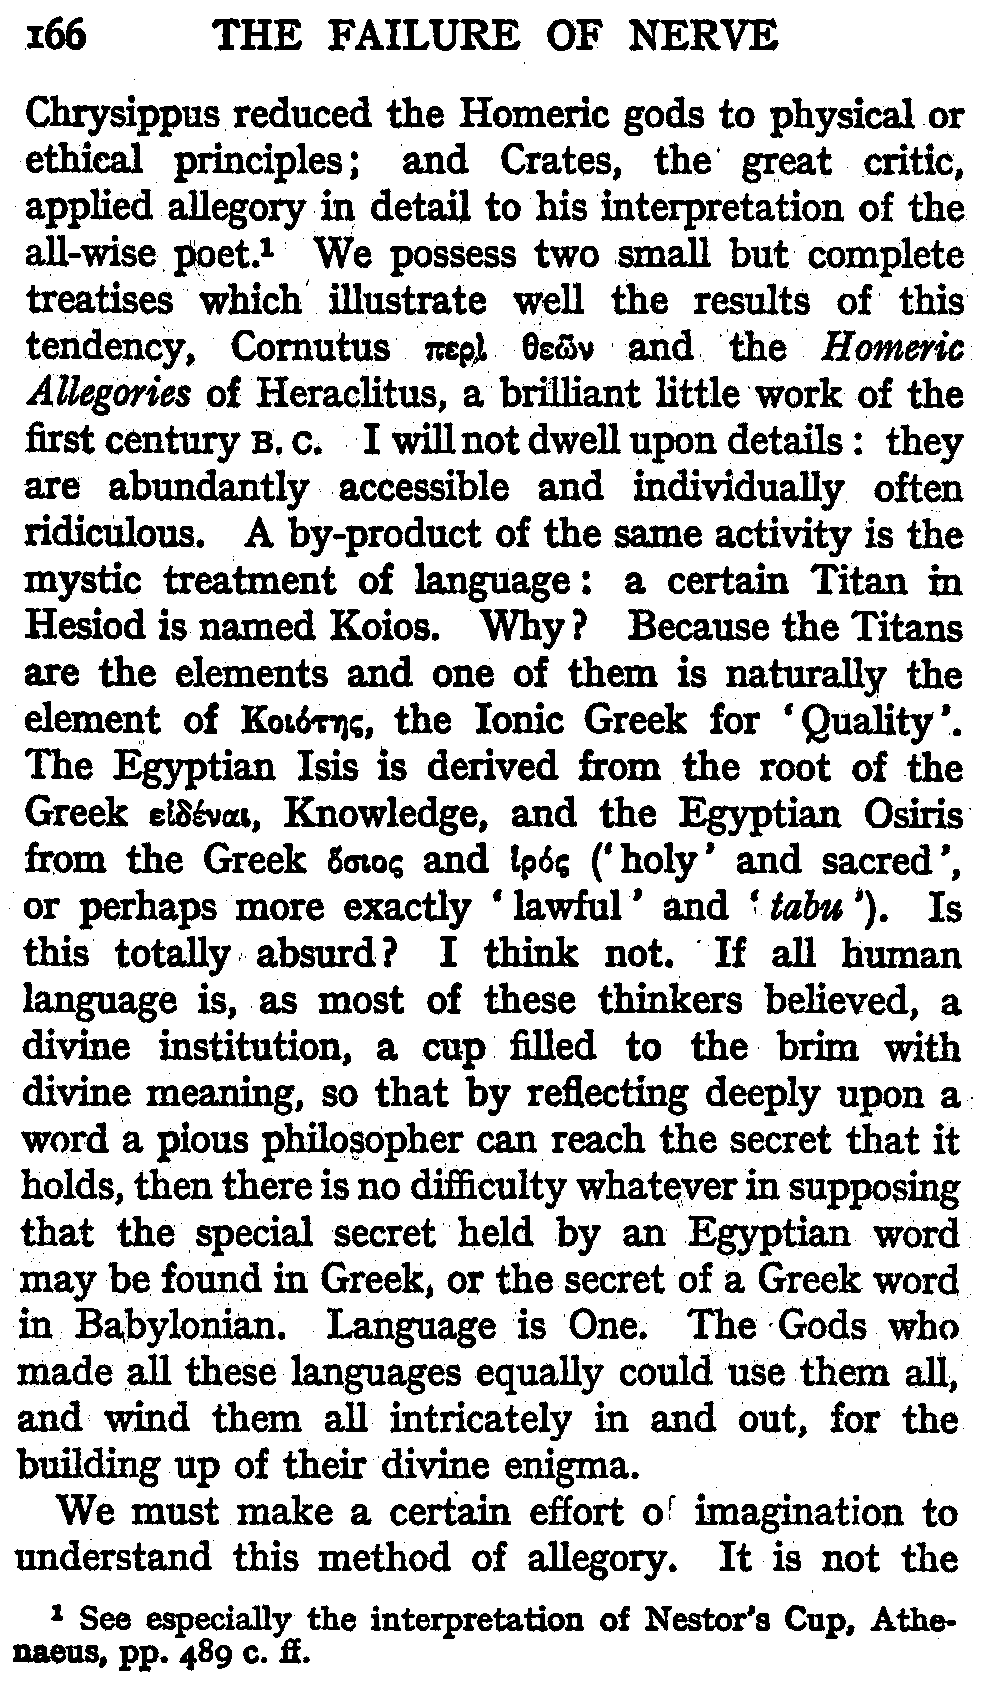 166 THE FAILURE OF NERVE
Chrysippus reduced the Homeric gods to physical or
ethical principles; and Crates, the great critic,
applied allegory in detail to his interpretation of the
all-wise poet.¹ We possess two small but complete
treatises which illustrate well the results of this
tendency, Cornutus περὶ θεῶν and the Homeric
Allegories of Heraclitus, a brilliant little work of the
first century B. C. I will not dwell upon details: they
are abundantly accessible and individually often
ridiculous. A by-product of the same activity is the
mystic treatment of language: a certain Titan in
Hesiod is named Koios. Why? Because the Titans
are the elements and one of them is naturally the
element of Κοιότης, the Ionic Greek for ‘Quality’.
The Egyptian Isis is derived from the root of the
Greek εἰδέναι, Knowledge, and the Egyptian Osiris
from the Greek ὅσιος and ἱρός (‘holy’ and sacred’,
or perhaps more exactly ‘lawful’ and ‘tabu’). Is
this totally absurd? I think not. If all human
language is, as most of these thinkers believed, a
divine institution, a cup filled to the brim with
divine meaning, so that by reflecting deeply upon a
word a pious philosopher can reach the secret that it
holds, then there is no difficulty whatever in supposing
that the special secret held by an Egyptian word
may be found in Greek, or the secret of a Greek word
in Babylonian. Language is One. The Gods who
made all these languages equally could use them all,
and wind them all intricately in and out, for the
building up of their divine enigma.
We must make a certain effort of imagination to
understand this method of allegory. It is not the
¹ See especially the interpretation of Nestor's Cup, Athe-
naeus, pp. 489 c. ff.